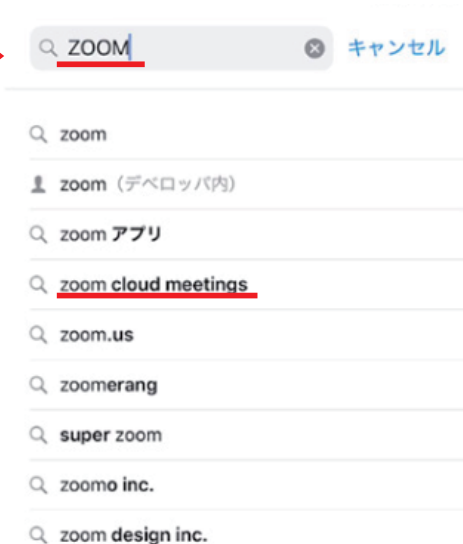 ZOOM キャンセル
zoom
zoom（デベロッパ内）
zoom アプリ
zoom cloud meetings
zoom.us
zoomerang
super zoom
zoomo inc.
zoom design inc.